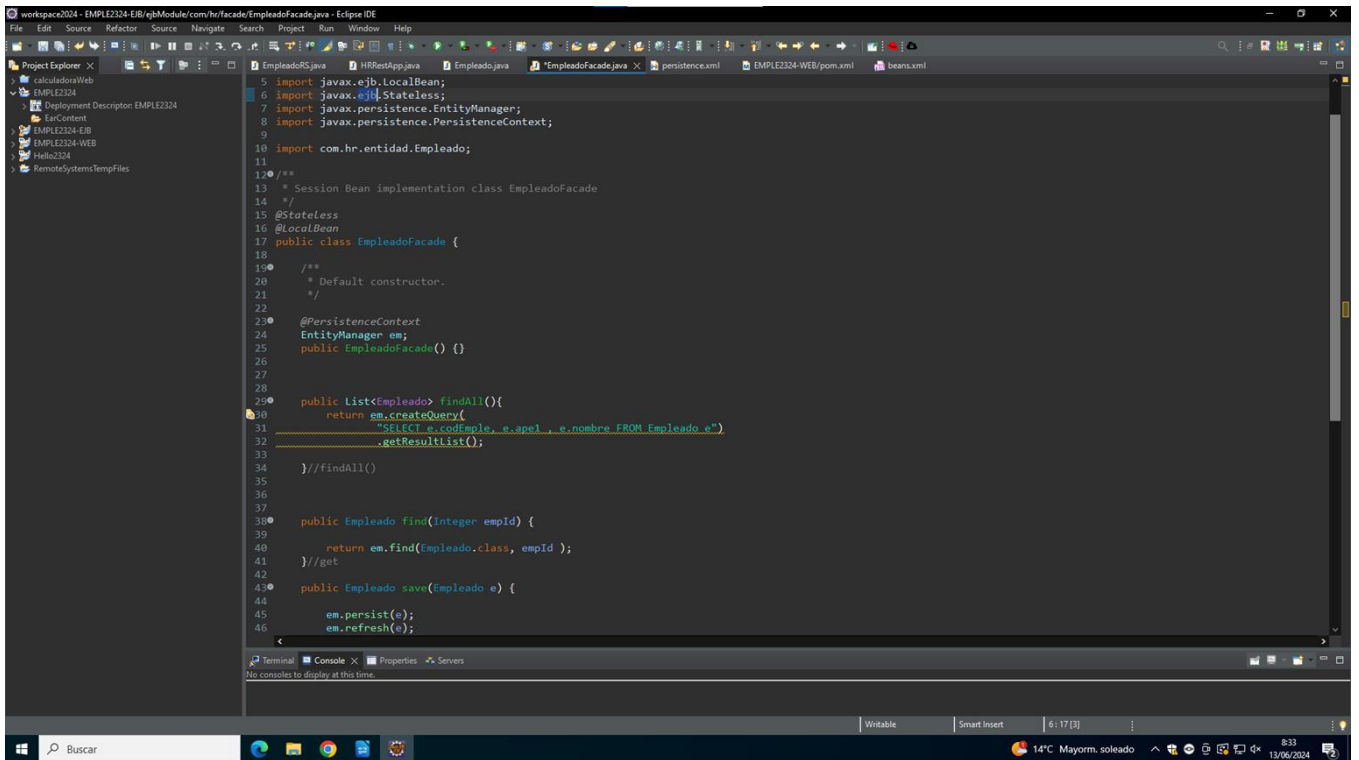 workspace2024 - EMPLE2324-EJB/ejbModule/com/hr/facade/EmpleadoFacade.java - Eclipse IDE
File Edit Source Refactor Source Navigate Search Project Run Window Help
Project Explorer
EmpleadoRS.java HRRestApp.java Empleado.java *EmpleadoFacade.java persistence.xml EMPLE2324-WEB/pom.xml beans.xml
calculadoraWeb
EMPLE2324
Deployment Descriptor: EMPLE2324
EarContent
EMPLE2324-EJB
EMPLE2324-WEB
Hello2324
RemoteSystemsTempFiles
5 import javax.ejb.LocalBean;
6 import javax.ejb.Stateless;
7 import javax.persistence.EntityManager;
8 import javax.persistence.PersistenceContext;
9
10 import com.hr.entidad.Empleado;
11
12 /**
13 * Session Bean implementation class EmpleadoFacade
14 */
15 @Stateless
16 @LocalBean
17 public class EmpleadoFacade {
18
19 /**
20 * Default constructor.
21 */
22
23 @PersistenceContext
24 EntityManager em;
25 public EmpleadoFacade() {}
26
27
28
29 public List<Empleado> findAll(){
30 return em.createQuery(
31 "SELECT e.codEmple, e.ape1 , e.nombre FROM Empleado e")
32 .getResultList();
33
34 }//findAll()
35
36
37
38 public Empleado find(Integer empId) {
39
40 return em.find(Empleado.class, empId );
41 }//get
42
43 public Empleado save(Empleado e) {
44
45 em.persist(e);
46 em.refresh(e);
Terminal Console Properties Servers
No consoles to display at this time.
Writable Smart Insert 6 : 17 [3]
Buscar
14°C Mayorm. soleado
8:33
13/06/2024